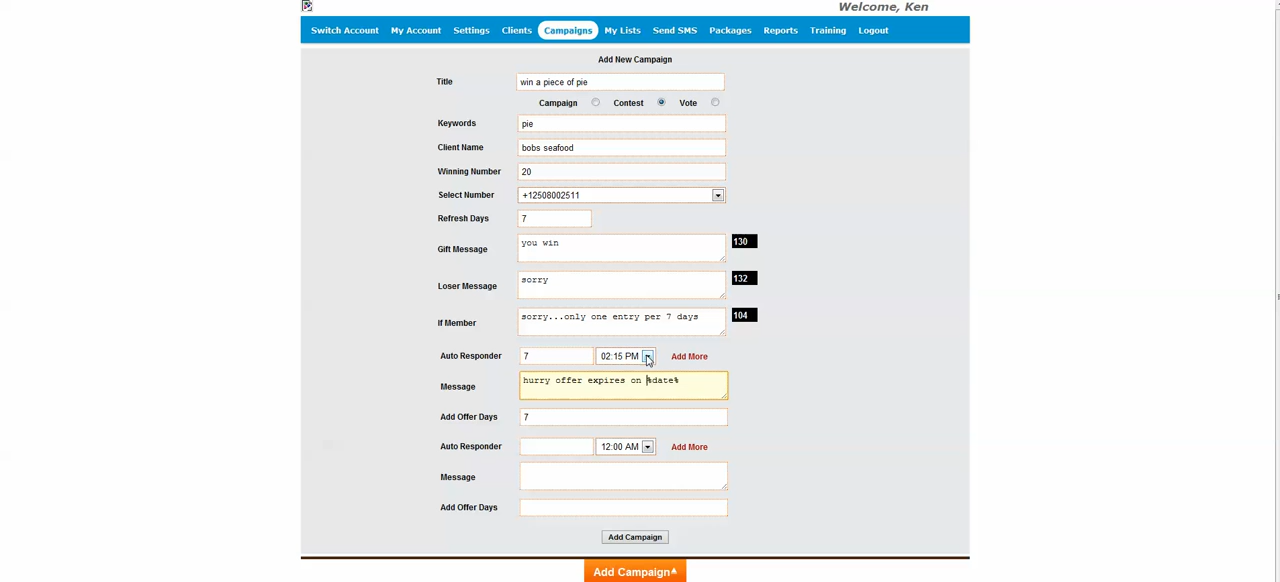 Welcome, Ken
Switch Account My Account Settings Clients Campaigns My Lists Send SMS Packages Reports Training Logout
Add New Campaign
Title win a piece of pie
Campaign Contest Vote
Keywords pie
Client Name bobs seafood
Winning Number 20
Select Number +12508002511
Refresh Days 7
Gift Message you win 130
Loser Message sorry 132
If Member sorry...only one entry per 7 days 104
Auto Responder 7 02:15 PM Add More
Message hurry offer expires on %date%
Add Offer Days 7
Auto Responder 12:00 AM Add More
Message
Add Offer Days
Add Campaign
Add Campaign